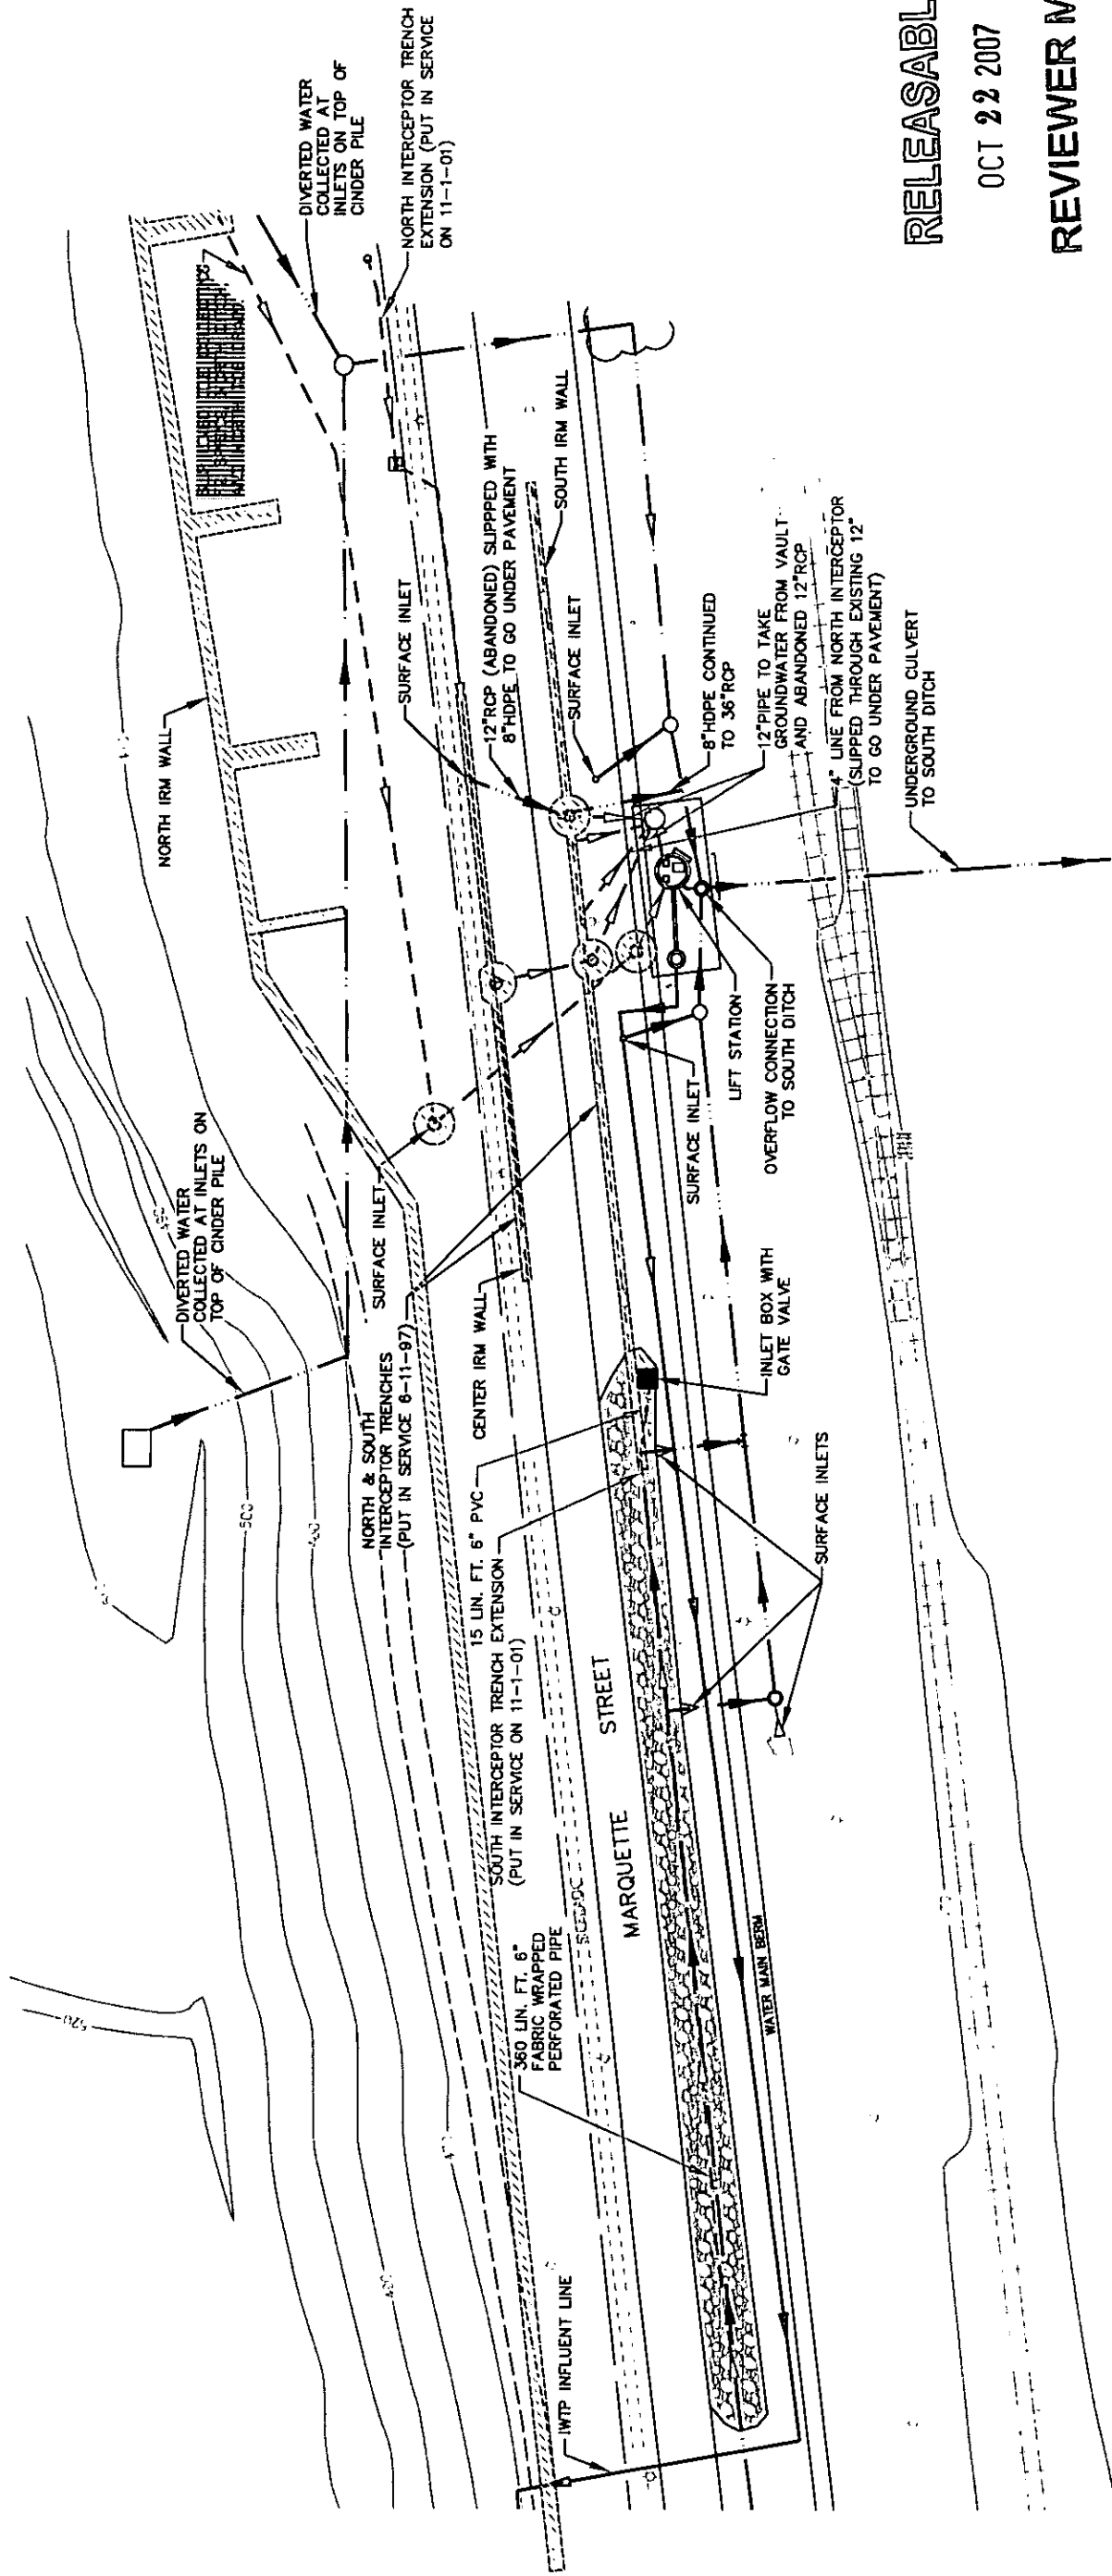 DIVERTED WATER
COLLECTED AT INLETS ON
TOP OF CINDER PILE
DIVERTED WATER
COLLECTED AT
INLETS ON TOP OF
CINDER PILE
NORTH INTERCEPTOR TRENCH
EXTENSION (PUT IN SERVICE
ON 11-1-01)
NORTH IRM WALL
520
500
SURFACE INLET
NORTH & SOUTH
INTERCEPTOR TRENCHES
(PUT IN SERVICE 6-11-97)
SURFACE INLET
12"RCP (ABANDONED) SLIPPPED WITH
8"HDPE TO GO UNDER PAVEMENT
SOUTH IRM WALL
15 LIN. FT. 6" PVC
CENTER IRM WALL
SURFACE INLET
SOUTH INTERCEPTOR TRENCH EXTENSION
(PUT IN SERVICE ON 11-1-01)
8"HDPE CONTINUED
TO 36"RCP
360 LIN. FT. 6"
FABRIC WRAPPED
PERFORATED PIPE
MARQUETTE STREET
12"PIPE TO TAKE
GROUNDWATER FROM VAULT
AND ABANDONED 12"RCP
IWTP INFLUENT LINE
SURFACE INLET
LIFT STATION
4" LINE FROM NORTH INTERCEPTOR
(SLIPPED THROUGH EXISTING 12"
TO GO UNDER PAVEMENT)
WATER MAIN BERM
INLET BOX WITH
GATE VALVE
OVERFLOW CONNECTION
TO SOUTH DITCH
UNDERGROUND CULVERT
TO SOUTH DITCH
SURFACE INLETS
RELEASABL
OCT 22 2007
REVIEWER M